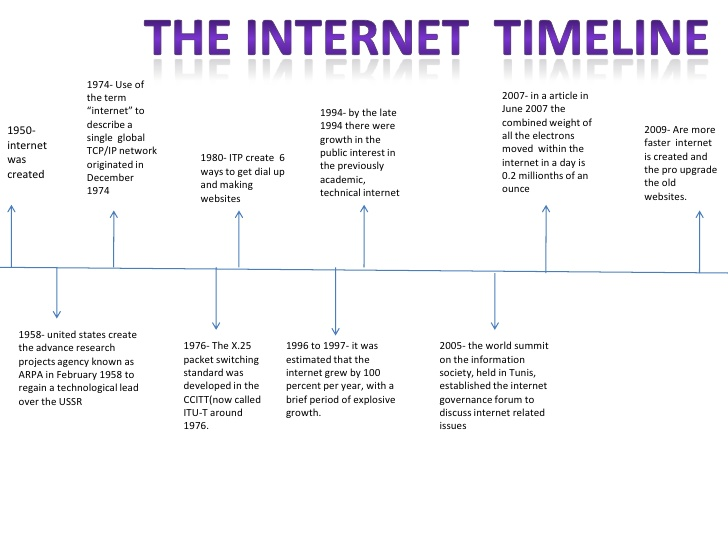 THE INTERNET TIMELINE
1950-
internet
was
created
1974- Use of
the term
“internet” to
describe a
single global
TCP/IP network
originated in
December
1974
1980- ITP create 6
ways to get dial up
and making
websites
1994- by the late
1994 there were
growth in the
public interest in
the previously
academic,
technical internet
2007- in a article in
June 2007 the
combined weight of
all the electrons
moved within the
internet in a day is
0.2 millionths of an
ounce
2009- Are more
faster internet
is created and
the pro upgrade
the old
websites.
1958- united states create
the advance research
projects agency known as
ARPA in February 1958 to
regain a technological lead
over the USSR
1976- The X.25
packet switching
standard was
developed in the
CCITT(now called
ITU-T around
1976.
1996 to 1997- it was
estimated that the
internet grew by 100
percent per year, with a
brief period of explosive
growth.
2005- the world summit
on the information
society, held in Tunis,
established the internet
governance forum to
discuss internet related
issues